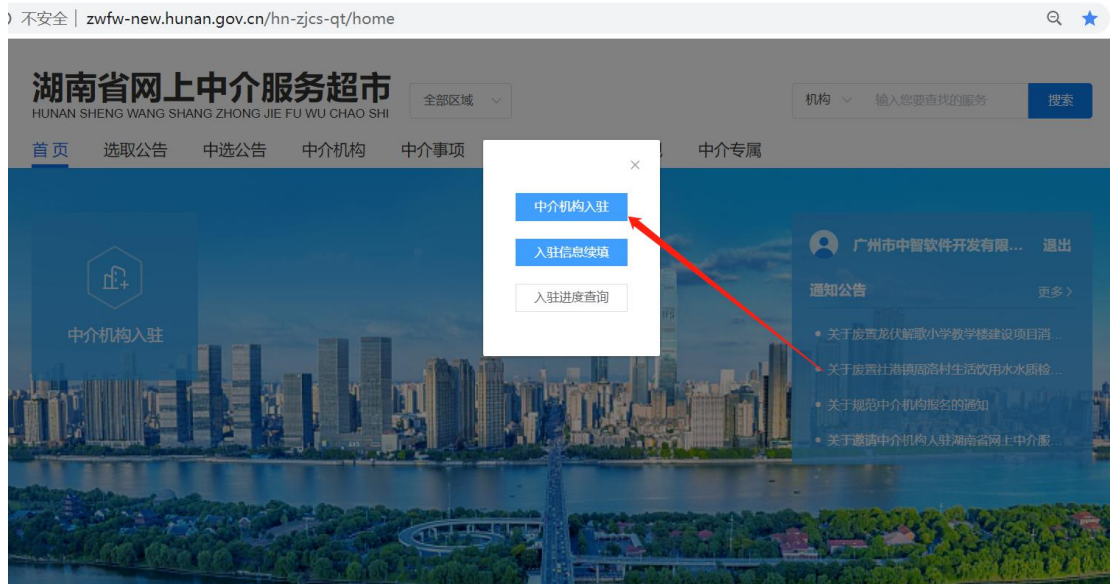 不安全 zwfw-new.hunan.gov.cn/hn-zjcs-qt/home
湖南省网上中介服务超市
HUNAN SHENG WANG SHANG ZHONG JIE FU WU CHAO SHI
全部区域
机构 输入您要查找的服务 搜索
首页 选取公告 中选公告 中介机构 中介事项 中介专属
中介机构入驻
入驻信息续填
入驻进度查询
中介机构入驻
广州市中智软件开发有限... 退出
通知公告 更多
关于废置龙伏解歌小学教学楼建设项目消...
关于废置社港镇周洛村生活饮用水水质检...
关于规范中介机构报名的通知
关于邀请中介机构入驻湖南省网上中介服...